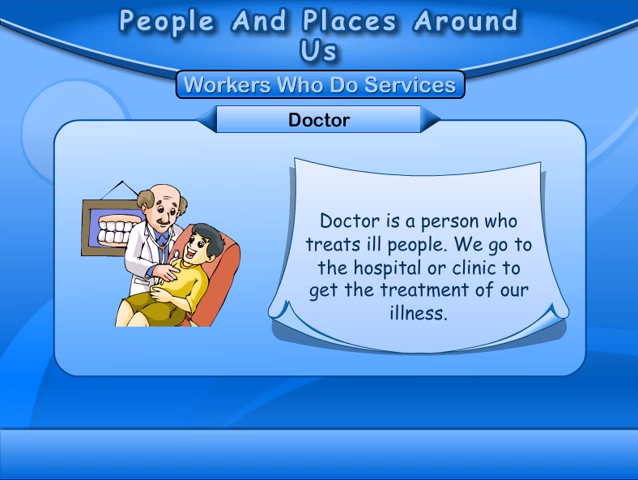 People And Places Around
Us
Workers Who Do Services
Doctor
Doctor is a person who
treats ill people. We go to
the hospital or clinic to
get the treatment of our
illness.